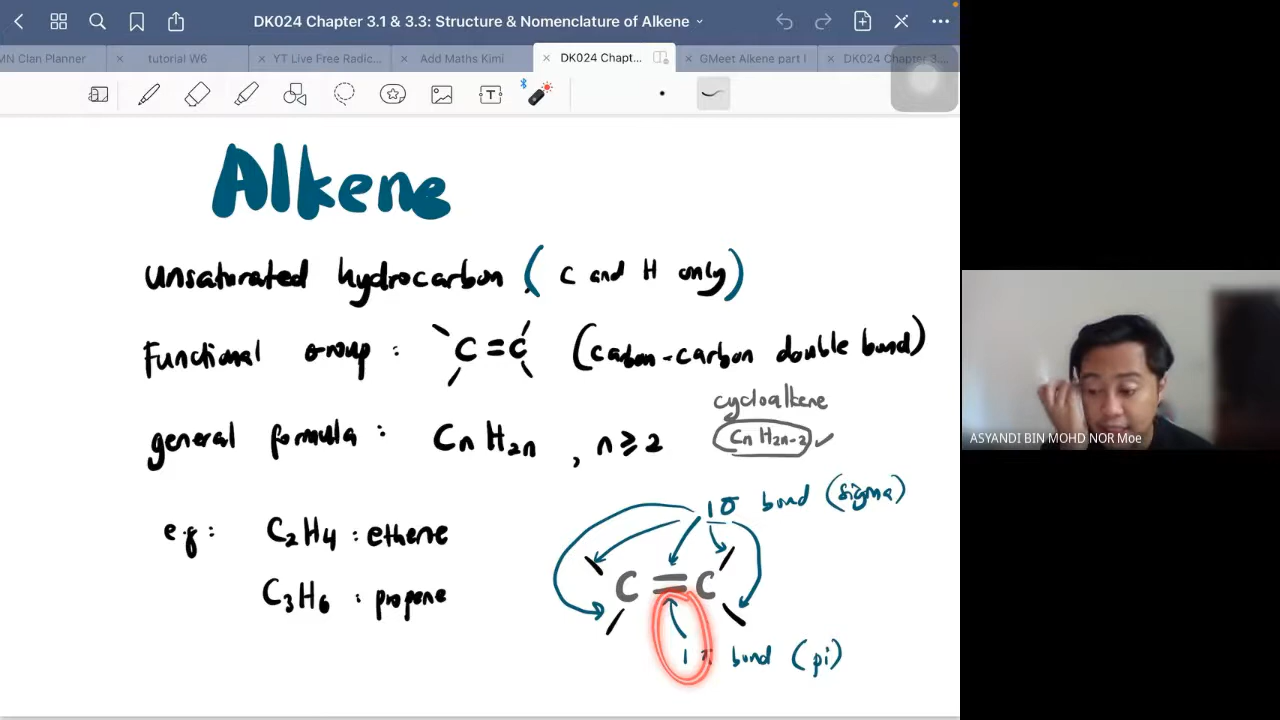 DK024 Chapter 3.1 & 3.3: Structure & Nomenclature of Alkene
MN Clan Planner
tutorial W6
YT Live Free Radic...
Add Maths Kimi
DK024 Chapt...
GMeet Alkene part I
DK024 Chapter 3....
Alkene
unsaturated hydrocarbon (C and H only)
Functional group : C=C (carbon-carbon double bond)
cycloalkene
general formula : CnH2n , n≥2
CnH2n-2 ✓
1σ bond (sigma)
e.g : C2H4 : ethene
C = C
C3H6 : propene
1 π bond (pi)
ASYANDI BIN MOHD NOR Moe